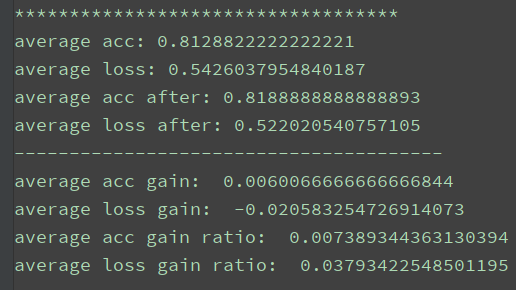 ***********************************
average acc: 0.8128822222222221
average loss: 0.5426037954840187
average acc after: 0.8188888888888893
average loss after: 0.522020540757105
---------------------------------------
average acc gain:  0.0060066666666666844
average loss gain:  -0.020583254726914073
average acc gain ratio:  0.007389344363130394
average loss gain ratio:  0.03793422548501195